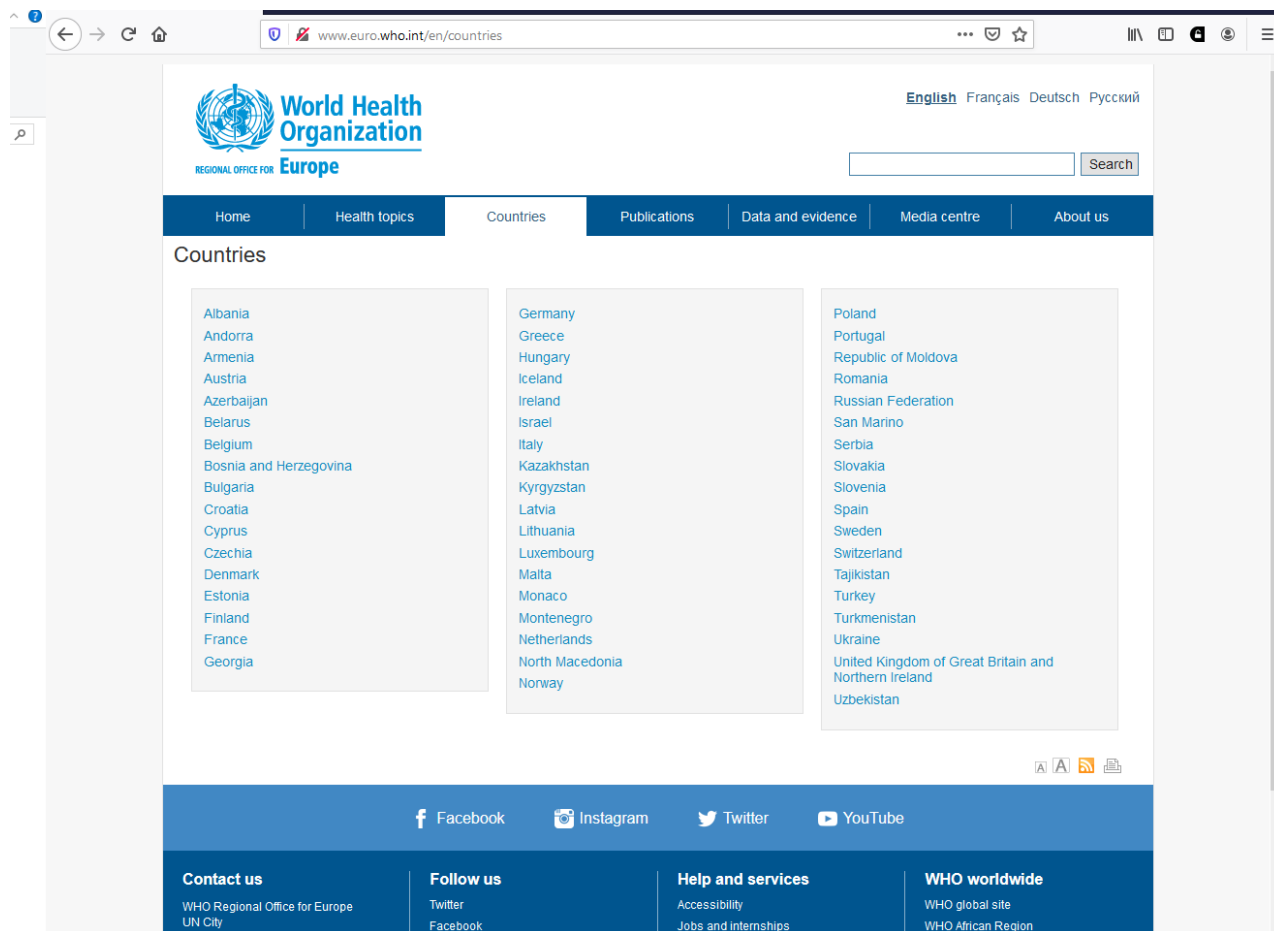 www.euro.who.int/en/countries
World Health
Organization
REGIONAL OFFICE FOR Europe
English Français Deutsch Русский
Search
Home Health topics Countries Publications Data and evidence Media centre About us
Countries
Albania
Andorra
Armenia
Austria
Azerbaijan
Belarus
Belgium
Bosnia and Herzegovina
Bulgaria
Croatia
Cyprus
Czechia
Denmark
Estonia
Finland
France
Georgia
Germany
Greece
Hungary
Iceland
Ireland
Israel
Italy
Kazakhstan
Kyrgyzstan
Latvia
Lithuania
Luxembourg
Malta
Monaco
Montenegro
Netherlands
North Macedonia
Norway
Poland
Portugal
Republic of Moldova
Romania
Russian Federation
San Marino
Serbia
Slovakia
Slovenia
Spain
Sweden
Switzerland
Tajikistan
Turkey
Turkmenistan
Ukraine
United Kingdom of Great Britain and
Northern Ireland
Uzbekistan
A A
Facebook Instagram Twitter YouTube
Contact us
WHO Regional Office for Europe
UN City
Follow us
Twitter
Facebook
Help and services
Accessibility
Jobs and internships
WHO worldwide
WHO global site
WHO African Region